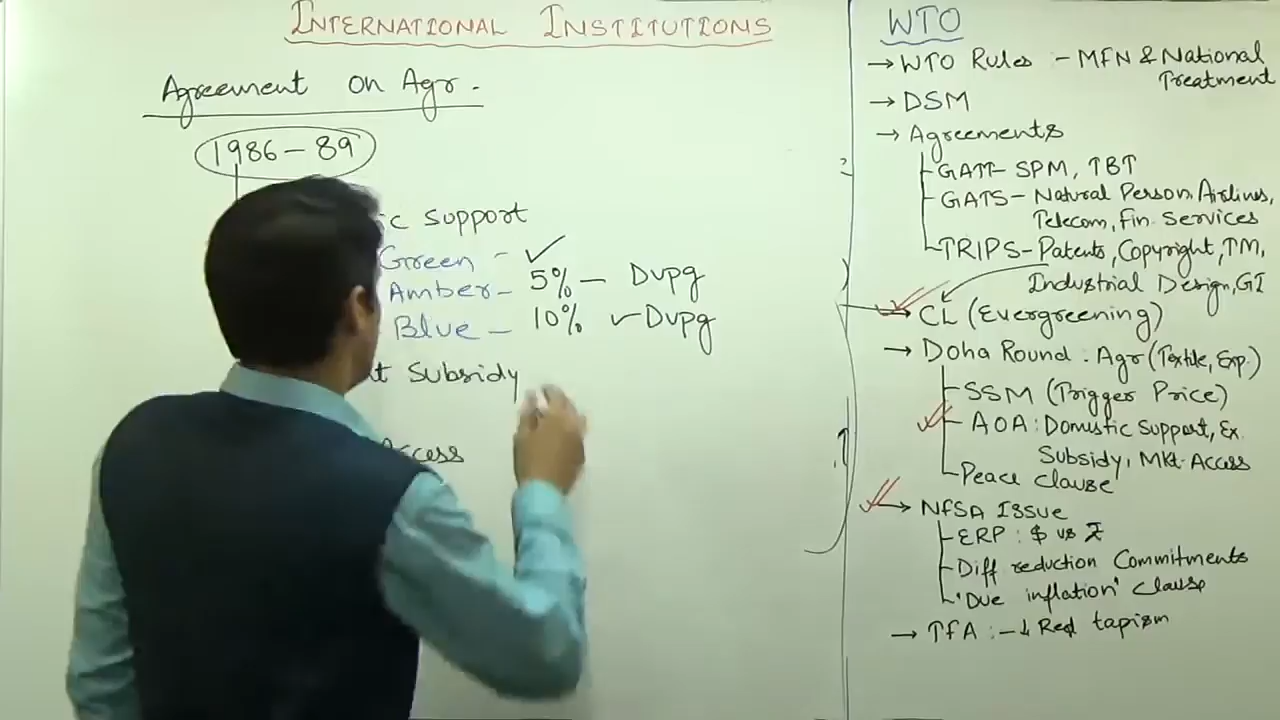 INTERNATIONAL INSTITUTIONS
Agreement on Agr.
1986-89
ic Support
Green - ✓
Amber - 5% - Dvpg
Blue - 10% ✓ Dvpg
t Subsidy
Access
WTO
→ WTO Rules :- MFN & National
Treatment
→ DSM
→ Agreements
GATT- SPM, TBT
GATS- Natural Person, Airlines,
Telecom, Fin. Services
TRIPS- Patents, Copyright, TM,
Industrial Design, GI
→ CL (Evergreening)
→ Doha Round : Agr (Textile, Exp.)
SSM (Trigger Price)
AOA : Domestic Support, Ex.
Subsidy, Mkt. Access
Peace Clause
→ NFSA Issue
ERP : $ vs ₹
Diff reduction Commitments
'Due inflation' Clause
→ TFA :- ↓ Red tapism